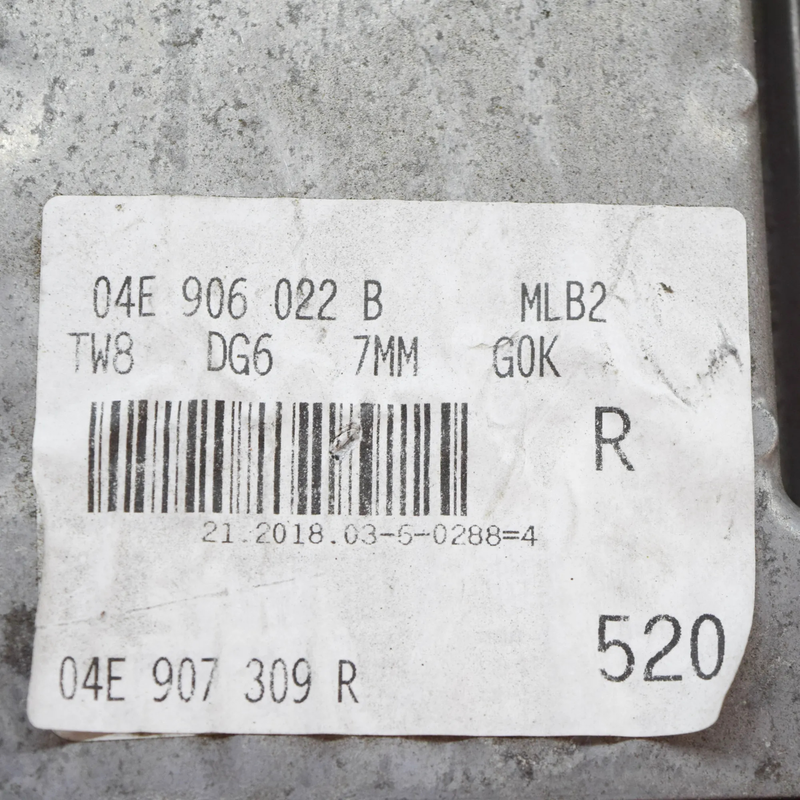 04E 906 022 B MLB2
TW8 DG6 7MM G0K
R
21.2018.03-6-0288=4
520
04E 907 309 R